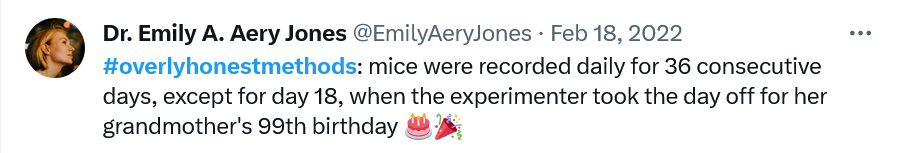 Dr. Emily A. Aery Jones @EmilyAeryJones · Feb 18, 2022
#overlyhonestmethods: mice were recorded daily for 36 consecutive
days, except for day 18, when the experimenter took the day off for her
grandmother's 99th birthday 🎂🎉